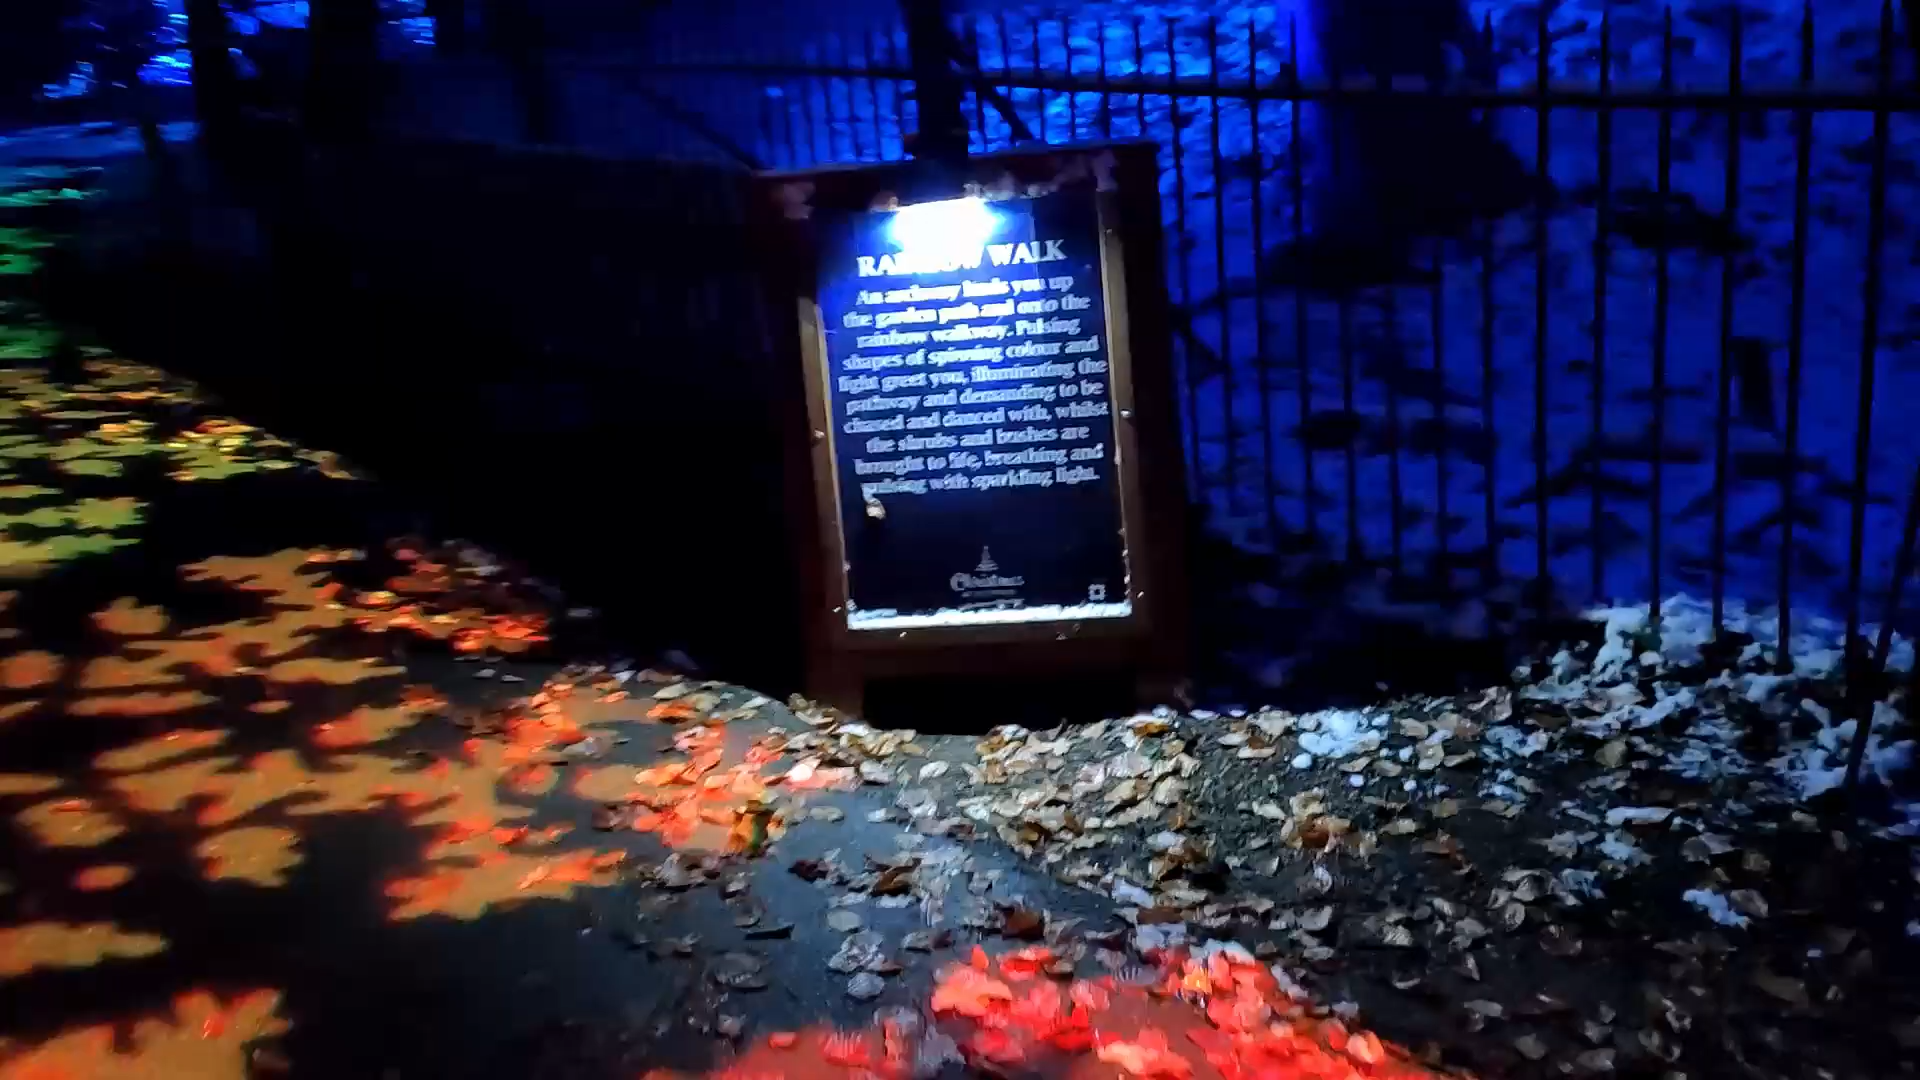 RAINBOW WALK
An archway leads you up
the garden path and onto the
rainbow walkway. Pulsing
shapes of spinning colour and
light greet you, illuminating the
pathway and demanding to be
chased and danced with, whilst
the shrubs and bushes are
brought to life, breathing and
pulsing with sparkling light.
Christmas